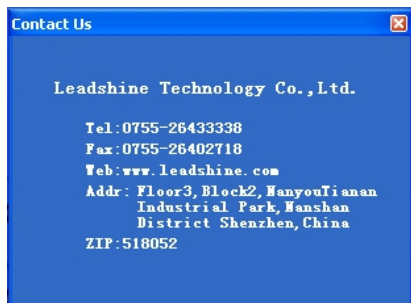 Contact Us
Leadshine Technology Co.,Ltd.
Tel:0755-26433338
Fax:0755-26402718
Web:www.leadshine.com
Addr: Floor3,Block2,NanyouTianan
Industrial Park,Nanshan
District Shenzhen,China
ZIP:518052